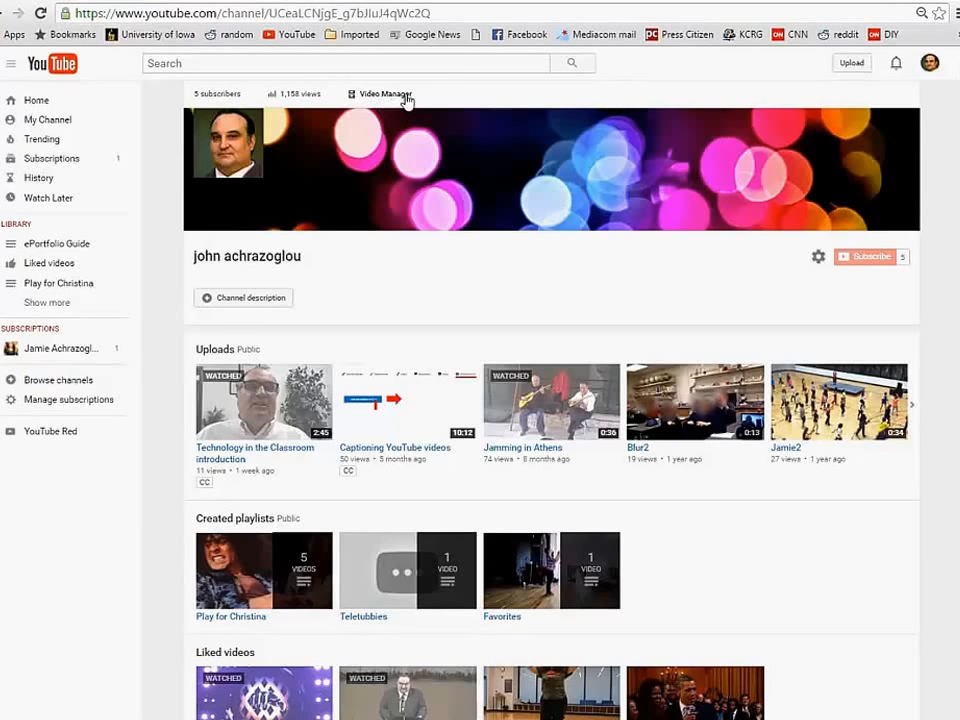 https://www.youtube.com/channel/UCeaLCNjgE_g7bJIuJ4qWc2Q
Apps Bookmarks University of Iowa random YouTube Imported Google News Facebook Mediacom mail Press Citizen KCRG CNN reddit DIY
YouTube Search Upload
5 subscribers 1,158 views Video Manager
Home
My Channel
Trending
Subscriptions 1
History
Watch Later
LIBRARY
ePortfolio Guide
Liked videos
Play for Christina
Show more
SUBSCRIPTIONS
Jamie Achrazogl... 1
Browse channels
Manage subscriptions
YouTube Red
john achrazoglou
Subscribe 5
Channel description
Uploads Public
WATCHED WATCHED
2:45 10:12 0:36 0:13 0:34
Technology in the Classroom introduction
11 views • 1 week ago
CC
Captioning YouTube videos
50 views • 5 months ago
CC
Jamming in Athens
74 views • 8 months ago
Blur2
19 views • 1 year ago
Jamie2
27 views • 1 year ago
Created playlists Public
5 VIDEOS
1 VIDEO
1 VIDEO
Play for Christina Teletubbies Favorites
Liked videos
WATCHED WATCHED